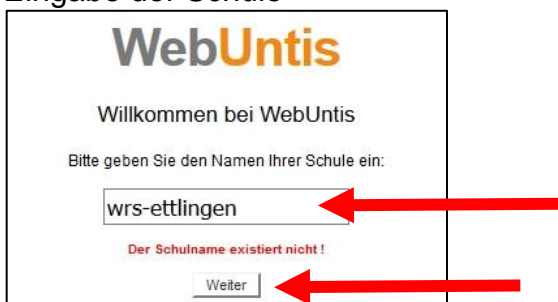 Eingabe der Schule
WebUntis
Willkommen bei WebUntis
Bitte geben Sie den Namen Ihrer Schule ein:
wrs-ettlingen
Der Schulname existiert nicht !
Weiter